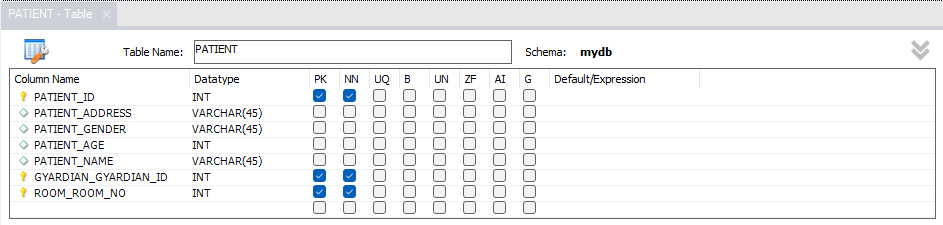 PATIENT - Table ×
Table Name: PATIENT Schema: mydb
Column Name Datatype PK NN UQ B UN ZF AI G Default/Expression
PATIENT_ID INT
PATIENT_ADDRESS VARCHAR(45)
PATIENT_GENDER VARCHAR(45)
PATIENT_AGE INT
PATIENT_NAME VARCHAR(45)
GYARDIAN_GYARDIAN_ID INT
ROOM_ROOM_NO INT